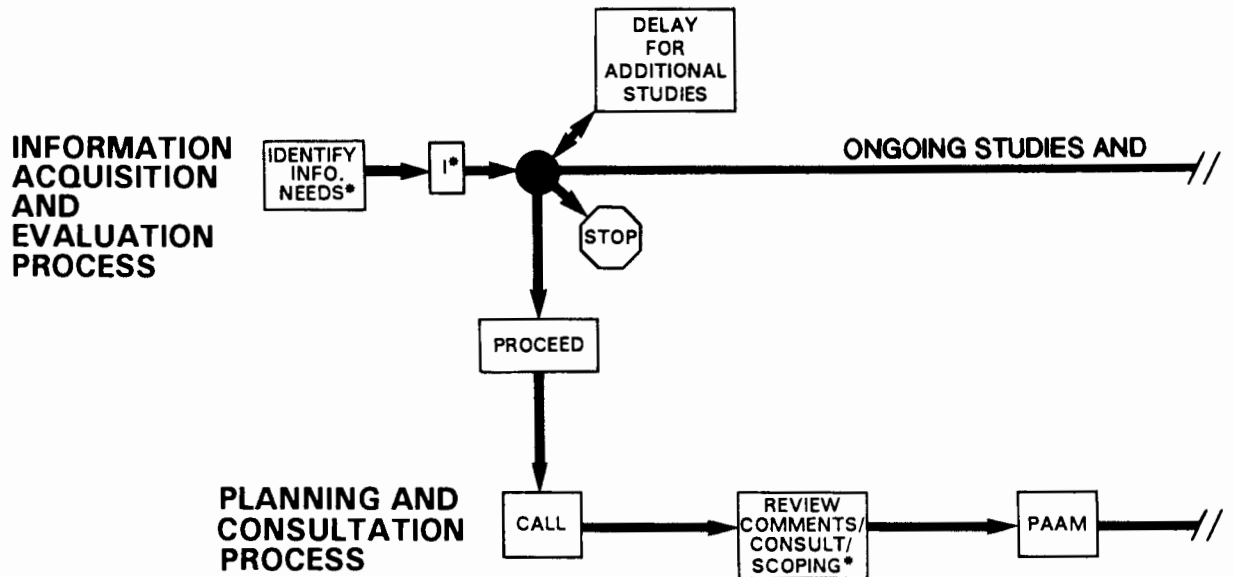 DELAY
FOR
ADDITIONAL
STUDIES
INFORMATION
ACQUISITION
AND
EVALUATION
PROCESS
IDENTIFY
INFO.
NEEDS*
I*
ONGOING STUDIES AND
STOP
PROCEED
PLANNING AND
CONSULTATION
PROCESS
CALL
REVIEW
COMMENTS/
CONSULT/
SCOPING*
PAAM